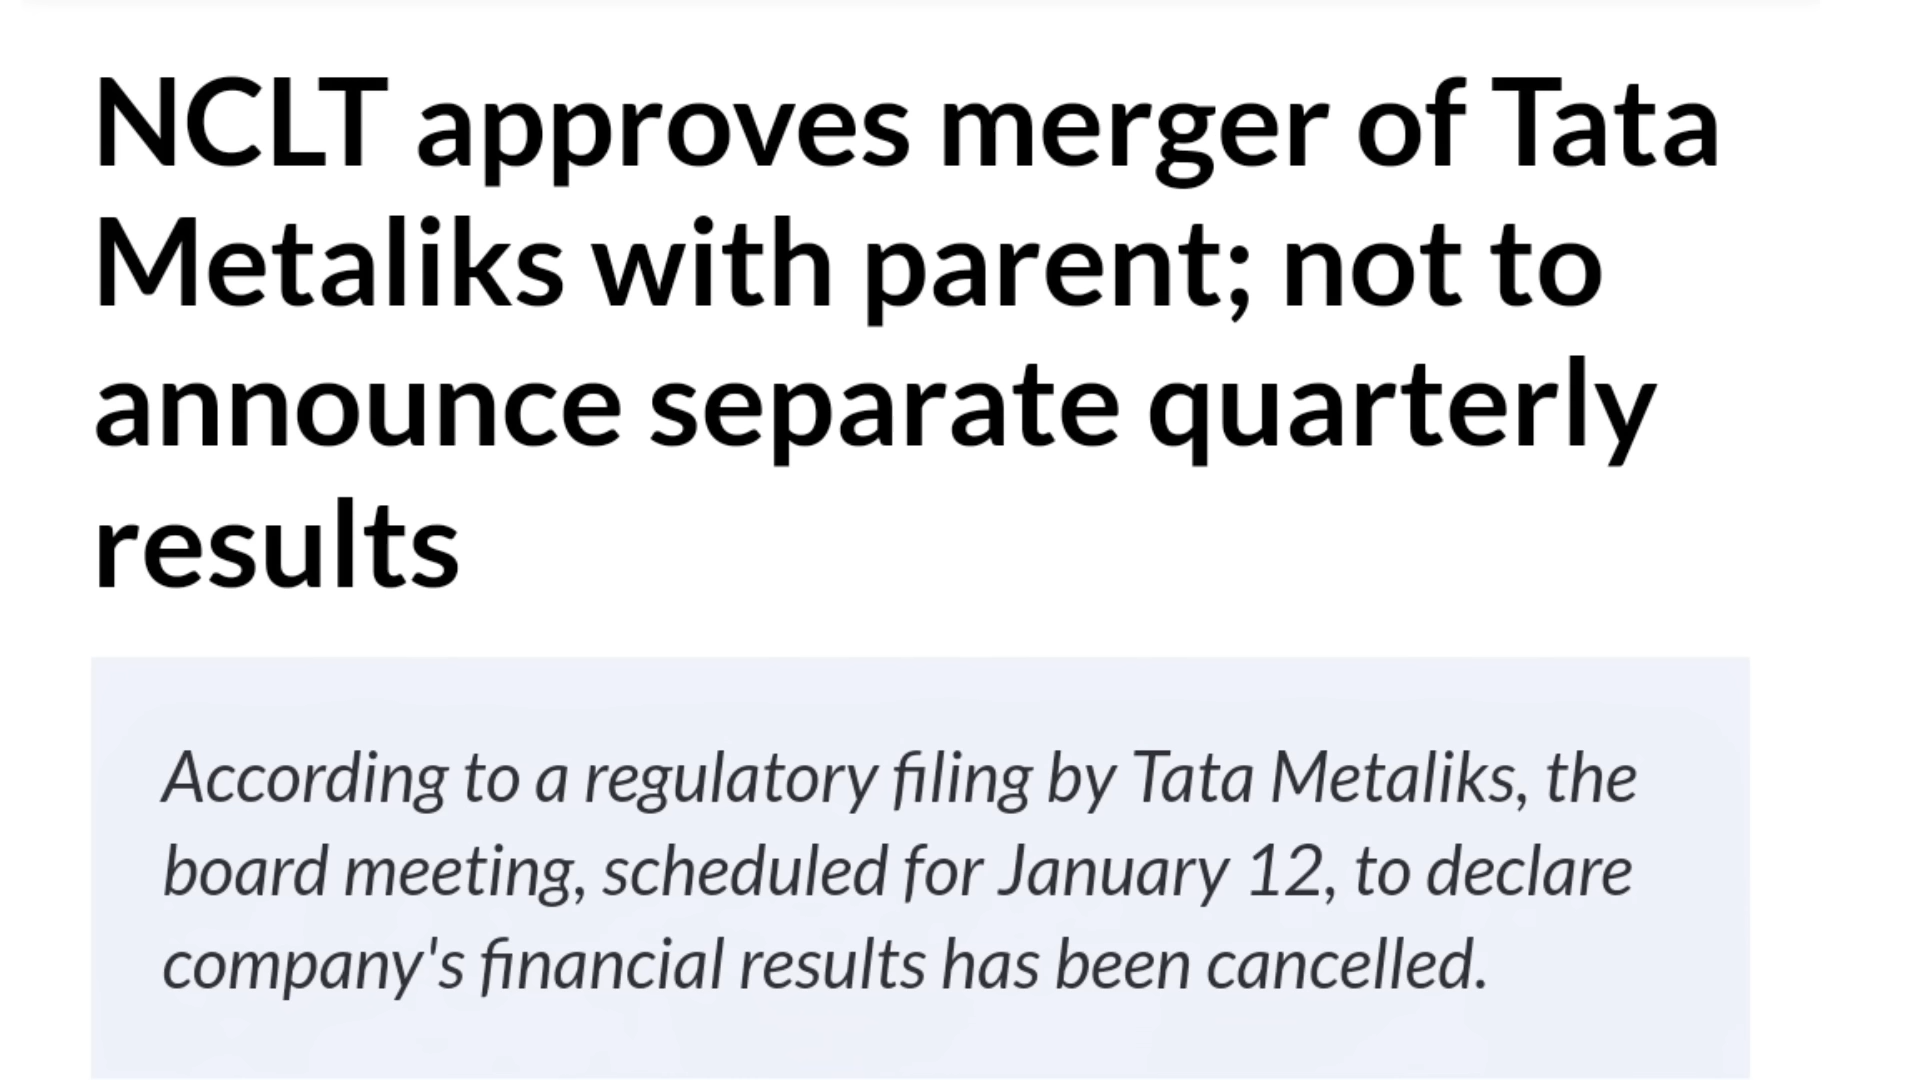 NCLT approves merger of Tata
Metaliks with parent; not to
announce separate quarterly
results
According to a regulatory filing by Tata Metaliks, the
board meeting, scheduled for January 12, to declare
company's financial results has been cancelled.